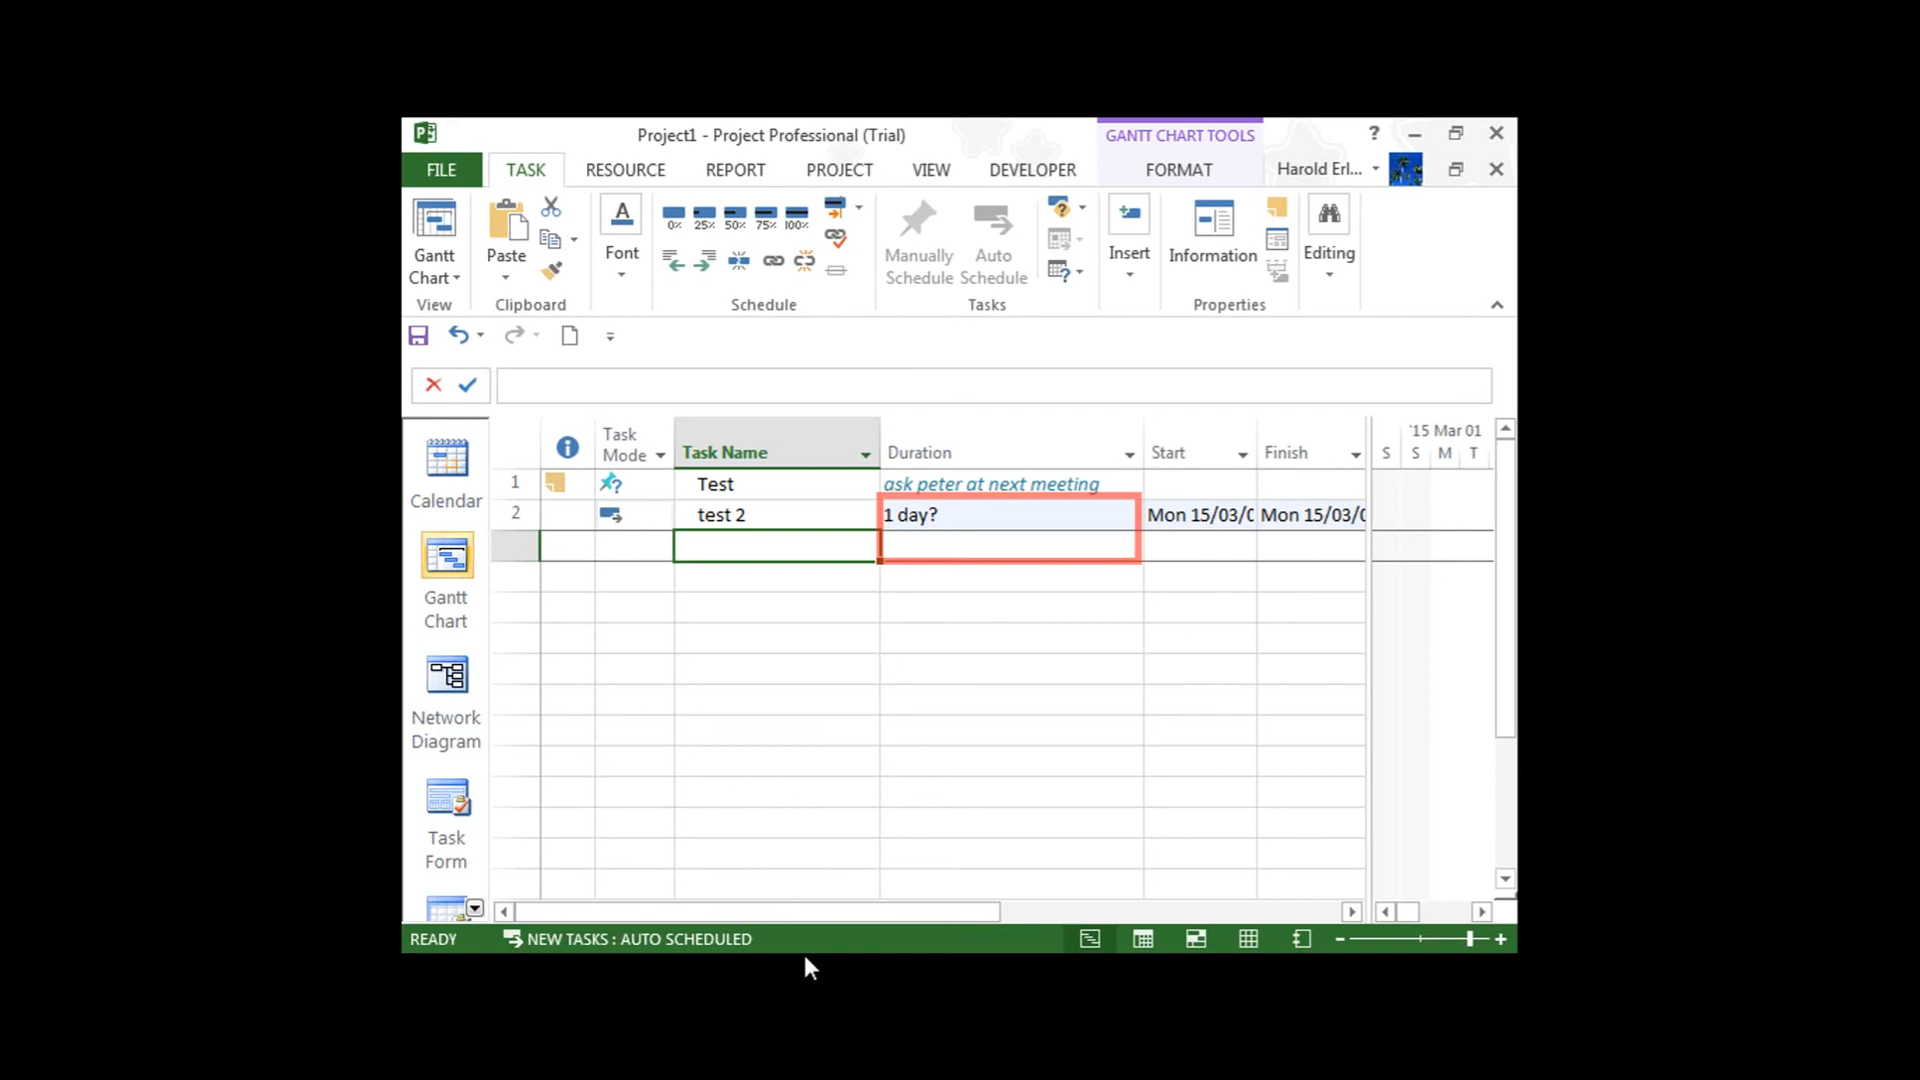 Project1 - Project Professional (Trial)
GANTT CHART TOOLS
?
FILE
TASK
RESOURCE
REPORT
PROJECT
VIEW
DEVELOPER
FORMAT
Harold Erl...
Gantt
Chart
Paste
A
Font
0%
25%
50%
75%
100%
Manually
Schedule
Auto
Schedule
Insert
Information
Editing
View
Clipboard
Schedule
Tasks
Properties
Task
Mode
Task Name
Duration
Start
Finish
'15 Mar 01
S
S
M
T
1
Test
ask peter at next meeting
2
test 2
1 day?
Mon 15/03/0
Mon 15/03/0
Calendar
Gantt
Chart
Network
Diagram
Task
Form
READY
NEW TASKS : AUTO SCHEDULED